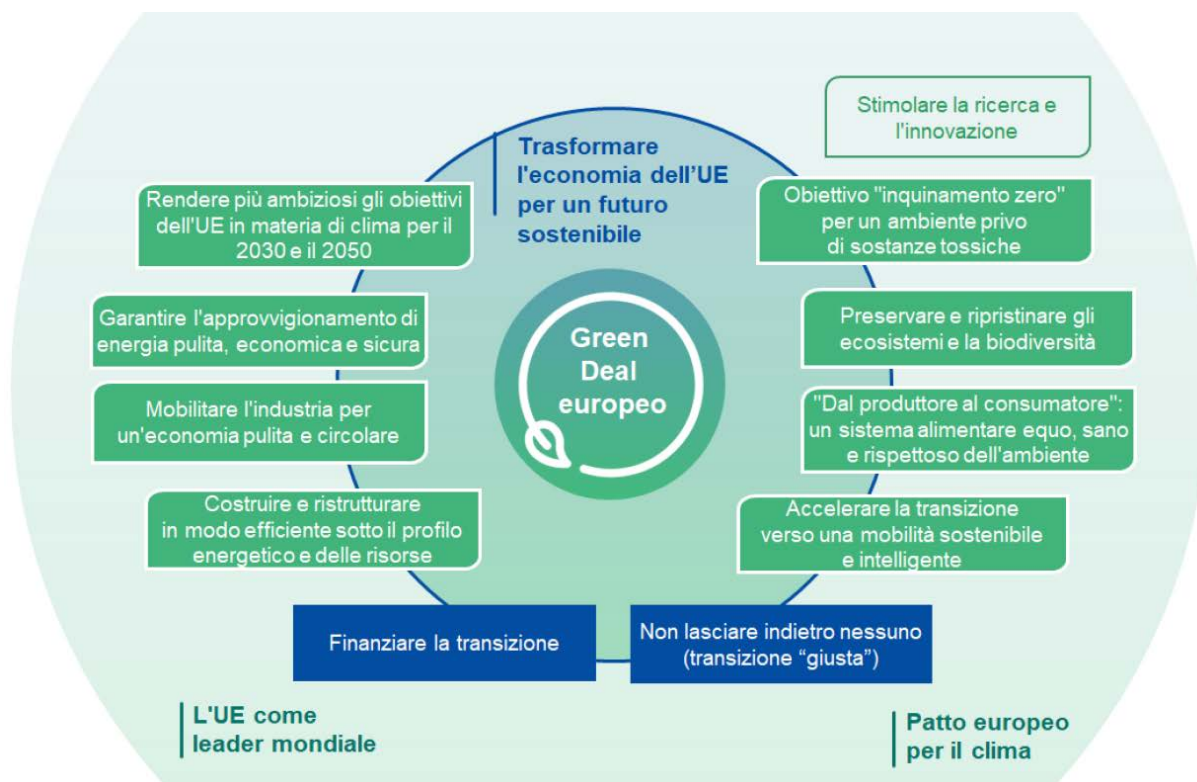 Stimolare la ricerca e
l'innovazione
Trasformare
l'economia dell'UE
per un futuro
sostenibile
Rendere più ambiziosi gli obiettivi
dell'UE in materia di clima per il
2030 e il 2050
Obiettivo "inquinamento zero"
per un ambiente privo
di sostanze tossiche
Garantire l'approvvigionamento di
energia pulita, economica e sicura
Preservare e ripristinare gli
ecosistemi e la biodiversità
Green
Deal
europeo
Mobilitare l'industria per
un'economia pulita e circolare
"Dal produttore al consumatore":
un sistema alimentare equo, sano
e rispettoso dell'ambiente
Costruire e ristrutturare
in modo efficiente sotto il profilo
energetico e delle risorse
Accelerare la transizione
verso una mobilità sostenibile
e intelligente
Finanziare la transizione
Non lasciare indietro nessuno
(transizione “giusta”)
L'UE come
leader mondiale
Patto europeo
per il clima